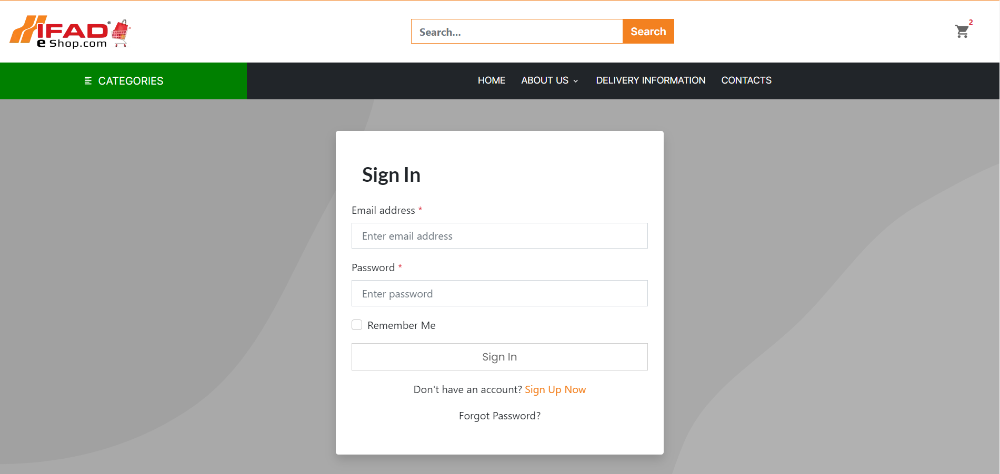 IFAD®
e Shop.com
Search...
Search
2
CATEGORIES
HOME ABOUT US DELIVERY INFORMATION CONTACTS
Sign In
Email address *
Enter email address
Password *
Enter password
Remember Me
Sign In
Don't have an account? Sign Up Now
Forgot Password?